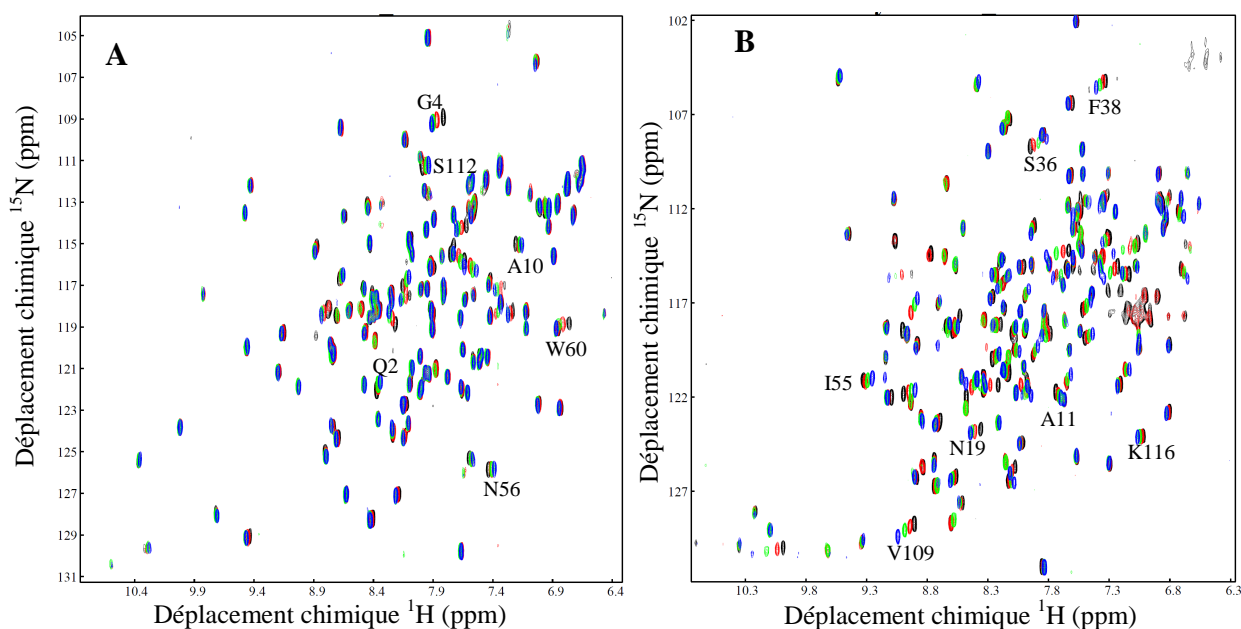 A
G4
S112
A10
W60
Q2
N56
105
107
109
111
113
115
117
119
121
123
125
127
129
131
10.4
9.9
9.4
8.9
8.4
7.9
7.4
6.9
6.4
Déplacement chimique ¹⁵N (ppm)
Déplacement chimique ¹H (ppm)
B
F38
S36
I55
A11
N19
K116
V109
102
107
112
117
122
127
10.3
9.8
9.3
8.8
8.3
7.8
7.3
6.8
6.3
Déplacement chimique ¹⁵N (ppm)
Déplacement chimique ¹H (ppm)